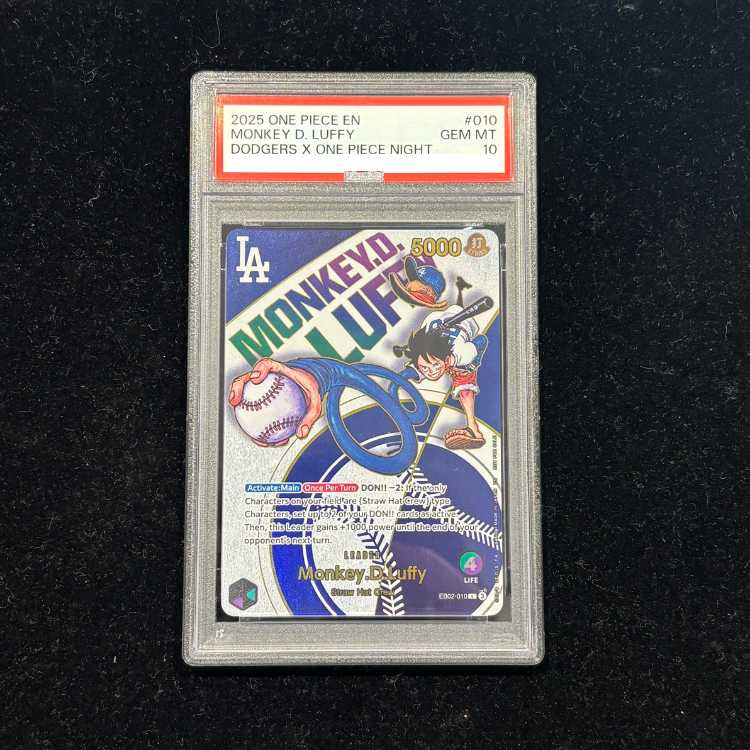 2025 ONE PIECE EN #010
MONKEY D. LUFFY GEM MT
DODGERS X ONE PIECE NIGHT 10
LA
5000
MONKEY.D.
LUFFY
Activate:Main Once Per Turn DON!! −2: If the only
Characters on your field are {Straw Hat Crew} type
Characters, set up to 2 of your DON!! cards as active.
Then, this Leader gains +1000 power until the end of your
opponent's next turn.
LEADER
Monkey.D.Luffy
Straw Hat Crew
4
LIFE
EB02-010 L